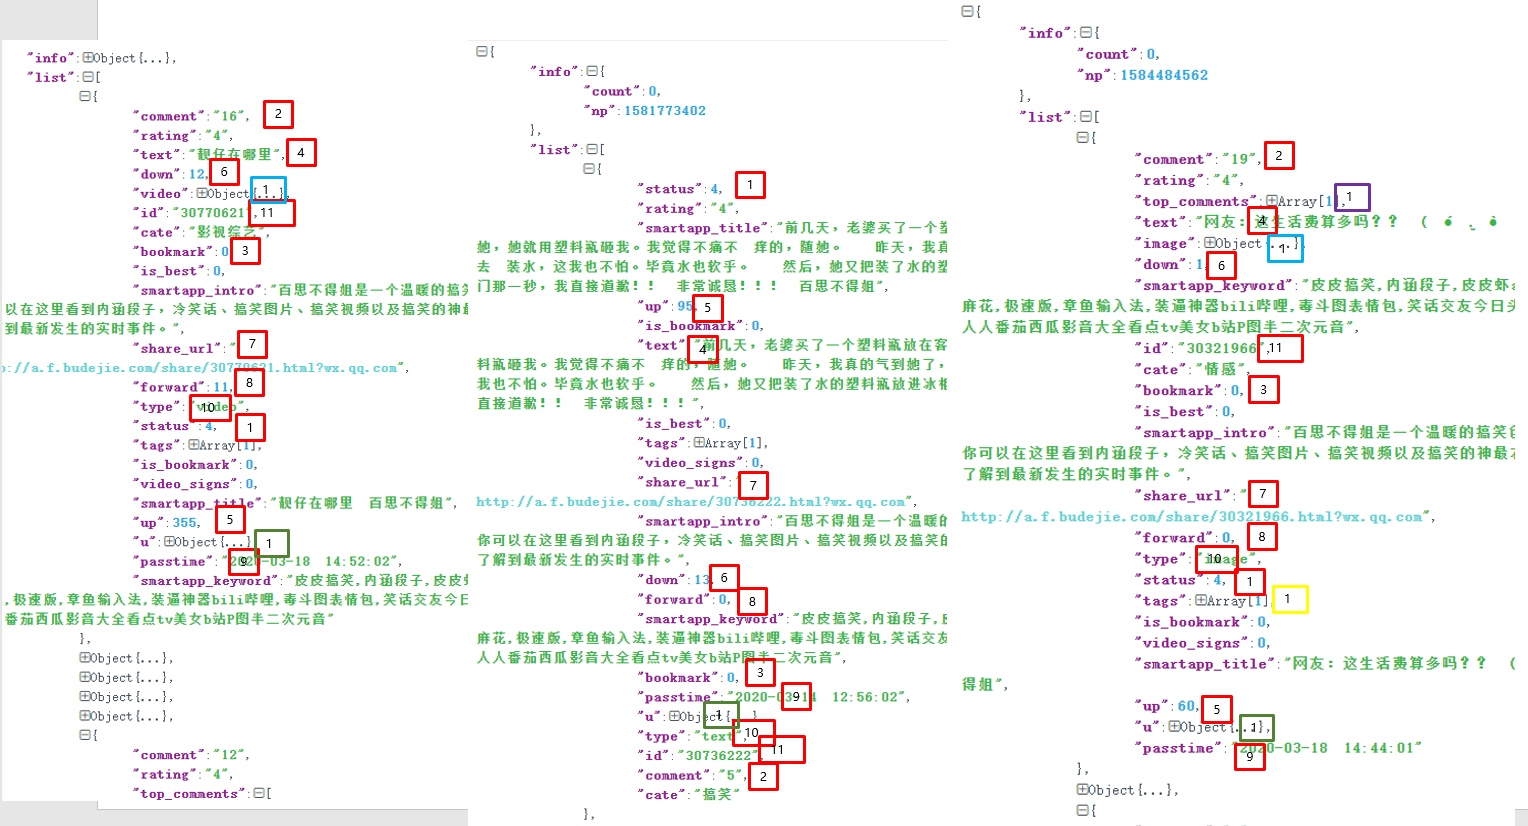 "info":Object{...},
"list":[
{
"comment":"16", 2
"rating":"4",
"text":"靓仔在哪里", 4
"down":12, 6
"video":Object{...}, 1
"id":"30770621", 11
"cate":"影视综艺",
"bookmark":0 3
"is_best":0,
"smartapp_intro":"百思不得姐是一个温暖的搞笑
以在这里看到内涵段子,冷笑话、搞笑图片、搞笑视频以及搞笑的神最
到最新发生的实时事件。",
"share_url":" 7
://a.f.budejie.com/share/30770621.html?wx.qq.com",
"forward":11, 8
"type":"video", 10
"status":4, 1
"tags":Array[1],
"is_bookmark":0,
"video_signs":0,
"smartapp_title":"靓仔在哪里 百思不得姐",
"up":355, 5
"u":Object{...} 1
"passtime":"2020-03-18 14:52:02", 9
"smartapp_keyword":"皮皮搞笑,内涵段子,皮皮虾
,极速版,章鱼输入法,装逼神器bili哔哩,毒斗图表情包,笑话交友今日
番茄西瓜影音大全看点tv美女b站P图半二次元音"
},
Object{...},
Object{...},
Object{...},
Object{...},
{
"comment":"12",
"rating":"4",
"top_comments":[
{
"info":{
"count":0,
"np":1581773402
},
"list":[
{
"status":4, 1
"rating":"4",
"smartapp_title":"前几天,老婆买了一个塑
她,她就用塑料瓶砸我。我觉得不痛不 痒的,随她。 昨天,我真
去 装水,这我也不怕。毕竟水也软乎。 然后,她又把装了水的塑
门那一秒,我直接道歉!! 非常诚恳!!! 百思不得姐",
"up":95, 5
"is_bookmark":0,
"text":"前几天,老婆买了一个塑料瓶放在客 4
料瓶砸我。我觉得不痛不 痒的,随她。 昨天,我真的气到她了,
我也不怕。毕竟水也软乎。 然后,她又把装了水的塑料瓶放进冰
直接道歉!! 非常诚恳!!!",
"is_best":0,
"tags":Array[1],
"video_signs":0,
"share_url":" 7
http://a.f.budejie.com/share/30736222.html?wx.qq.com",
"smartapp_intro":"百思不得姐是一个温暖的
你可以在这里看到内涵段子,冷笑话、搞笑图片、搞笑视频以及搞笑的
了解到最新发生的实时事件。",
"down":13, 6
"forward":0, 8
"smartapp_keyword":"皮皮搞笑,内涵段子,
麻花,极速版,章鱼输入法,装逼神器bili哔哩,毒斗图表情包,笑话交友
人人番茄西瓜影音大全看点tv美女b站P图半二次元音",
"bookmark":0, 3
"passtime":"2020-03-14 12:56:02", 9
"u":Object{...} 1
"type":"text", 10
"id":"30736222", 11
"comment":"5", 2
"cate":"搞笑"
},
{
"info":{
"count":0,
"np":1584484562
},
"list":[
{
"comment":"19", 2
"rating":"4",
"top_comments":Array[1], 1
"text":"网友:这生活费算多吗?? ( 4
"image":Object{...}, 1
"down":1, 6
"smartapp_keyword":"皮皮搞笑,内涵段子,皮皮虾
麻花,极速版,章鱼输入法,装逼神器bili哔哩,毒斗图表情包,笑话交友今日头
人人番茄西瓜影音大全看点tv美女b站P图半二次元音",
"id":"30321966", 11
"cate":"情感",
"bookmark":0, 3
"is_best":0,
"smartapp_intro":"百思不得姐是一个温暖的搞笑
你可以在这里看到内涵段子,冷笑话、搞笑图片、搞笑视频以及搞笑的神最
了解到最新发生的实时事件。",
"share_url":" 7
http://a.f.budejie.com/share/30321966.html?wx.qq.com",
"forward":0, 8
"type":"image", 10
"status":4, 1
"tags":Array[1], 1
"is_bookmark":0,
"video_signs":0,
"smartapp_title":"网友:这生活费算多吗?? (
得姐",
"up":60, 5
"u":Object{...}, 1
"passtime":"2020-03-18 14:44:01" 9
},
Object{...},
{